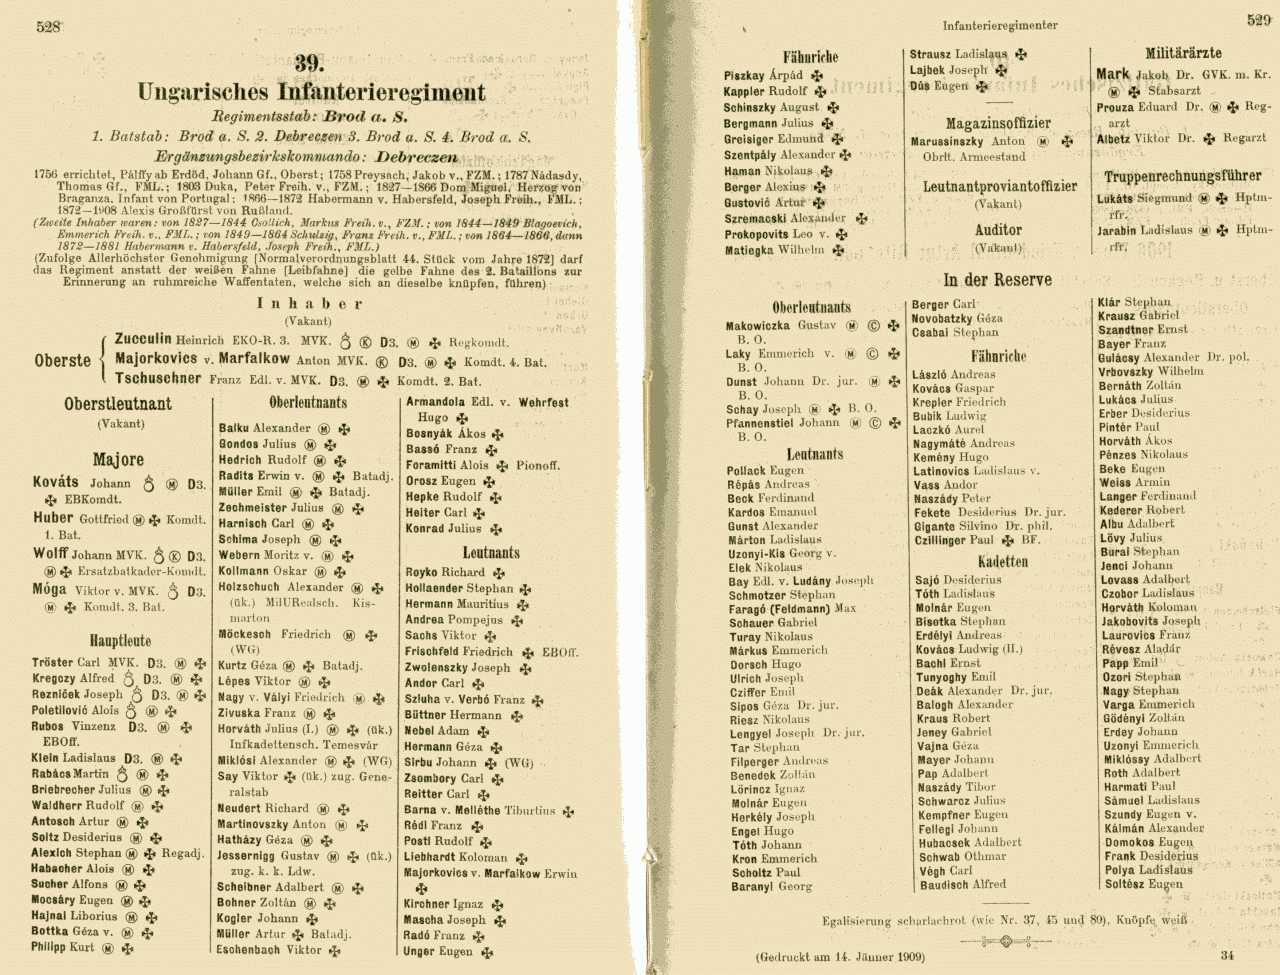 528
39.
Ungarisches Infanterieregiment
Regimentsstab: Brod a. S.
1. Batstab: Brod a. S. 2. Debreczen 3. Brod a. S. 4. Brod a. S.
Ergänzungsbezirkskommando: Debreczen
1756 errichtet, Pálffy ab Erdöd, Johann Gf., Oberst; 1758 Preysach, Jakob v., FZM.; 1787 Nádasdy,
Thomas Gf., FML.; 1803 Duka, Peter Freih. v., FZM.; 1827—1866 Dom Miguel, Herzog von
Braganza, Infant von Portugal; 1866—1872 Habermann v. Habersfeld, Joseph Freih., FML.;
1872—1908 Alexis Großfürst von Rußland.
(Zweite Inhaber waren: von 1827—1844 Csollich, Markus Freih. v., FZM.; von 1844—1849 Blagoevich,
Emmerich Freih. v., FML.; von 1849—1864 Schulzig, Franz Freih. v., FML.; von 1864—1866, dann
1872—1881 Habermann v. Habersfeld, Joseph Freih., FML.)
(Zufolge Allerhöchster Genehmigung [Normalverordnungsblatt 44. Stück vom Jahre 1872] darf
das Regiment anstatt der weißen Fahne [Leibfahne] die gelbe Fahne des 2. Bataillons zur
Erinnerung an ruhmreiche Waffentaten, welche sich an dieselbe knüpfen, führen)
Inhaber
(Vakant)
Oberste
Zucculin Heinrich EKO-R. 3. MVK. Ⓚ D3. Ⓜ ✠ Regkomdt.
Majorkovics v. Marfalkow Anton MVK. Ⓚ D3. Ⓜ ✠ Komdt. 4. Bat.
Tschuschner Franz Edl. v. MVK. D3. Ⓜ ✠ Komdt. 2. Bat.
Oberstleutnant
(Vakant)
Majore
Kováts Johann Ⓜ D3.
✠ EBKomdt.
Huber Gottfried Ⓜ ✠ Komdt.
1. Bat.
Wolff Johann MVK. Ⓚ D3.
Ⓜ ✠ Ersatzbatkader-Komdt.
Móga Viktor v. MVK. D3.
Ⓜ ✠ Komdt. 3. Bat.
Hauptleute
Tröster Carl MVK. D3. Ⓜ ✠
Kregczy Alfred D3. Ⓜ ✠
Rezniček Joseph D3. Ⓜ ✠
Poletilović Alois Ⓜ ✠
Rubos Vinzenz D3. Ⓜ ✠
EBOff.
Klein Ladislaus D3. Ⓜ ✠
Rabács Martin Ⓜ ✠
Briebrecher Julius Ⓜ ✠
Waldherr Rudolf Ⓜ ✠
Antosch Artur Ⓜ ✠
Soltz Desiderius Ⓜ ✠
Alexich Stephan Ⓜ ✠ Regadj.
Habacher Alois Ⓜ ✠
Sucher Alfons Ⓜ ✠
Mocsáry Eugen Ⓜ ✠
Hajnal Liborius Ⓜ ✠
Bottka Géza v. Ⓜ ✠
Philipp Kurt Ⓜ ✠
Oberleutnants
Balku Alexander Ⓜ ✠
Gondos Julius Ⓜ ✠
Hedrich Rudolf Ⓜ ✠
Radits Erwin v. Ⓜ ✠ Batadj.
Müller Emil Ⓜ ✠ Batadj.
Zechmeister Julius Ⓜ ✠
Harnisch Carl Ⓜ ✠
Schima Joseph Ⓜ ✠
Webern Moritz v. Ⓜ ✠
Kollmann Oskar Ⓜ ✠
Holzschuch Alexander Ⓜ ✠
(ük.) MilURealsch. Kis-
marton
Möckesch Friedrich Ⓜ ✠
(WG)
Kurtz Géza Ⓜ ✠ Batadj.
Lépes Viktor Ⓜ ✠
Nagy v. Vályi Friedrich Ⓜ ✠
Zivuska Franz Ⓜ ✠
Horváth Julius (I.) Ⓜ ✠ (ük.)
Infkadettensch. Temesvár
Miklósi Alexander Ⓜ ✠ (WG)
Say Viktor ✠ (ük.) zug. Gene-
ralstab
Neudert Richard Ⓜ ✠
Martinovszky Anton Ⓜ ✠
Hatházy Géza Ⓜ ✠
Jessernigg Gustav Ⓜ ✠ (ük.)
zug. k. k. Ldw.
Scheibner Adalbert Ⓜ ✠
Bohner Zoltán Ⓜ ✠
Kogler Johann ✠
Müller Artur ✠ Batadj.
Eschenbach Viktor ✠
Armandola Edl. v. Wehrfest
Hugo ✠
Bosnyák Ákos ✠
Bassó Franz ✠
Foramitti Alois ✠ Pionoff.
Orosz Eugen ✠
Hepke Rudolf ✠
Heiter Carl ✠
Konrad Julius ✠
Leutnants
Royko Richard ✠
Hollaender Stephan ✠
Hermann Mauritius ✠
Andrea Pompejus ✠
Sachs Viktor ✠
Frischfeld Friedrich ✠ EBOff.
Zwolenszky Joseph ✠
Andor Carl ✠
Szluha v. Verbó Franz ✠
Büttner Hermann ✠
Nebel Adam ✠
Hermann Géza ✠
Sirbu Johann ✠ (WG)
Zsombory Carl ✠
Reitter Carl ✠
Barna v. Melléthe Tiburtius ✠
Rédl Franz ✠
Postl Rudolf ✠
Liebhardt Koloman ✠
Majorkovics v. Marfalkow Erwin
✠
Kirchner Ignaz ✠
Mascha Joseph ✠
Radó Franz ✠
Unger Eugen ✠
Infanterieregimenter
529
Fähnriche
Piszkay Árpád ✠
Kappler Rudolf ✠
Schinszky August ✠
Bergmann Julius ✠
Greisiger Edmund ✠
Szentpály Alexander ✠
Haman Nikolaus ✠
Berger Alexius ✠
Gustović Artur ✠
Szremacski Alexander ✠
Prokopovits Leo v. ✠
Matiegka Wilhelm ✠
Strausz Ladislaus ✠
Lajbek Joseph ✠
Dús Eugen ✠
Magazinsoffizier
Marussinszky Anton Ⓜ ✠
Obrlt. Armeestand
Leutnantproviantoffizier
(Vakant)
Auditor
(Vakant)
Militärärzte
Mark Jakob Dr. GVK. m. Kr.
Ⓜ ✠ Stabsarzt
Prouza Eduard Dr. Ⓜ ✠ Reg-
arzt
Albetz Viktor Dr. ✠ Regarzt
Truppenrechnungsführer
Lukáts Siegmund Ⓜ ✠ Hptm-
rfr.
Jarabin Ladislaus Ⓜ ✠ Hptm-
rfr.
In der Reserve
Oberleutnants
Makowiczka Gustav Ⓜ Ⓒ ✠
B. O.
Laky Emmerich v. Ⓜ Ⓒ ✠
B. O.
Dunst Johann Dr. jur. Ⓜ ✠
B. O.
Schay Joseph Ⓜ ✠ B. O.
Pfannenstiel Johann Ⓜ Ⓒ ✠
B. O.
Leutnants
Pollack Eugen
Répás Andreas
Beck Ferdinand
Kardos Emanuel
Gunst Alexander
Márton Ladislaus
Uzonyi-Kis Georg v.
Elek Nikolaus
Bay Edl. v. Ludány Joseph
Schmotzer Stephan
Faragó (Feldmann) Max
Schauer Gabriel
Turay Nikolaus
Márkus Emmerich
Dorsch Hugo
Ulrich Joseph
Cziffer Emil
Sipos Géza Dr. jur.
Riesz Nikolaus
Lengyel Joseph Dr. jur.
Tar Stephan
Filperger Andreas
Benedek Zoltán
Lőrincz Ignaz
Molnár Eugen
Herkély Joseph
Engel Hugo
Tóth Johann
Kron Emmerich
Scholtz Paul
Baranyi Georg
Berger Carl
Novobatzky Géza
Csabai Stephan
Fähnriche
László Andreas
Kovács Gaspar
Krepler Friedrich
Bubik Ludwig
Laczkó Aurel
Nagymáté Andreas
Kemény Hugo
Latinovics Ladislaus v.
Vass Andor
Naszády Peter
Fekete Desiderius Dr. jur.
Gigante Silvino Dr. phil.
Czillinger Paul ✠ BF.
Kadetten
Sajó Desiderius
Tóth Ladislaus
Molnár Eugen
Bisotka Stephan
Erdélyi Andreas
Kovács Ludwig (II.)
Bachl Ernst
Tunyoghy Emil
Deák Alexander Dr. jur.
Balogh Alexander
Kraus Robert
Jeney Gabriel
Vajna Géza
Mayer Johann
Pap Adalbert
Naszády Tibor
Schwarcz Julius
Kempfner Eugen
Fellegi Johann
Hubacsek Adalbert
Schwab Othmar
Végh Carl
Baudisch Alfred
Klár Stephan
Krausz Gabriel
Szandtner Ernst
Bayer Franz
Gulácsy Alexander Dr. pol.
Vrbovszky Wilhelm
Bernáth Zoltán
Lukács Julius
Erber Desiderius
Pintér Paul
Horváth Ákos
Pénzes Nikolaus
Beke Eugen
Weiss Armin
Langer Ferdinand
Kederer Robert
Albu Adalbert
Lövy Julius
Burai Stephan
Jenci Johann
Lovass Adalbert
Czobor Ladislaus
Horváth Koloman
Jakobovits Joseph
Laurovics Franz
Révesz Aladár
Papp Emil
Ozori Stephan
Nagy Stephan
Varga Emmerich
Gödényi Zoltán
Erdey Johann
Uzonyi Emmerich
Miklóssy Adalbert
Roth Adalbert
Harmati Paul
Sámuel Ladislaus
Szundy Eugen v.
Kálmán Alexander
Domokos Eugen
Frank Desiderius
Polya Ladislaus
Soltész Eugen
Egalisierung scharlachrot (wie Nr. 37, 45 und 89), Knöpfe weiß
(Gedruckt am 14. Jänner 1909)
34